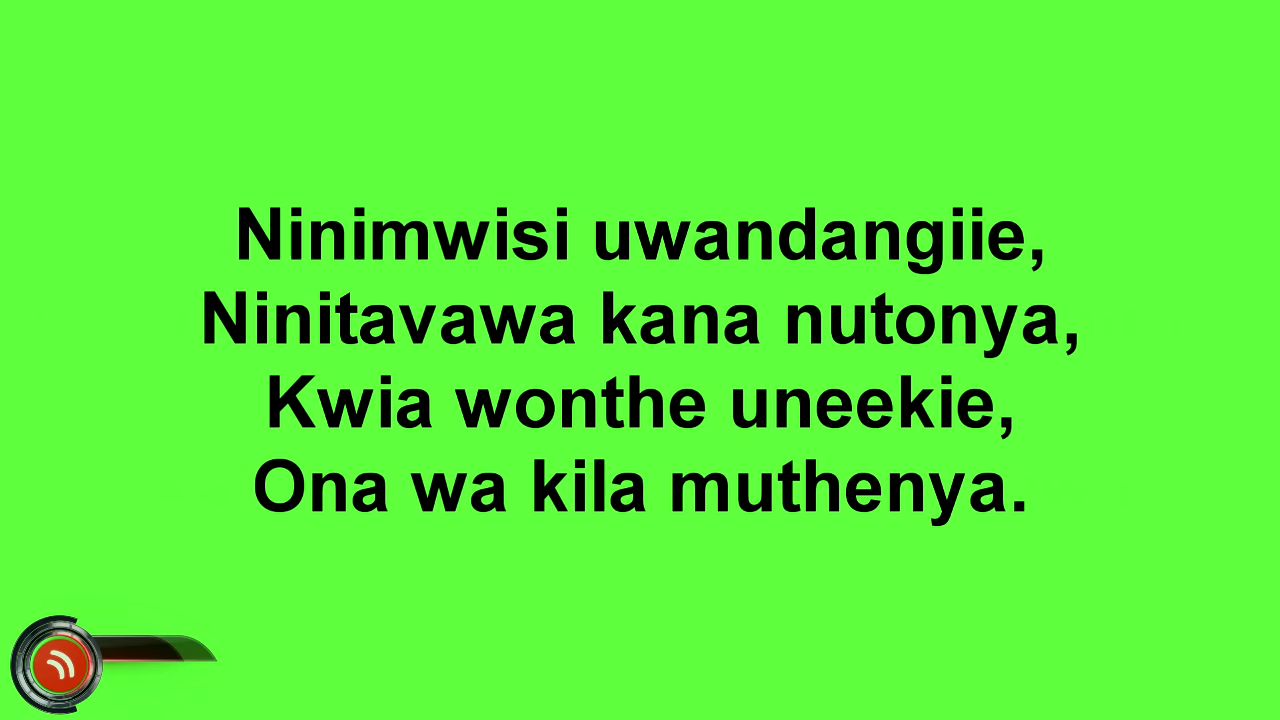 Ninimwisi uwandangiie,
Ninitavawa kana nutonya,
Kwia wonthe uneekie,
Ona wa kila muthenya.